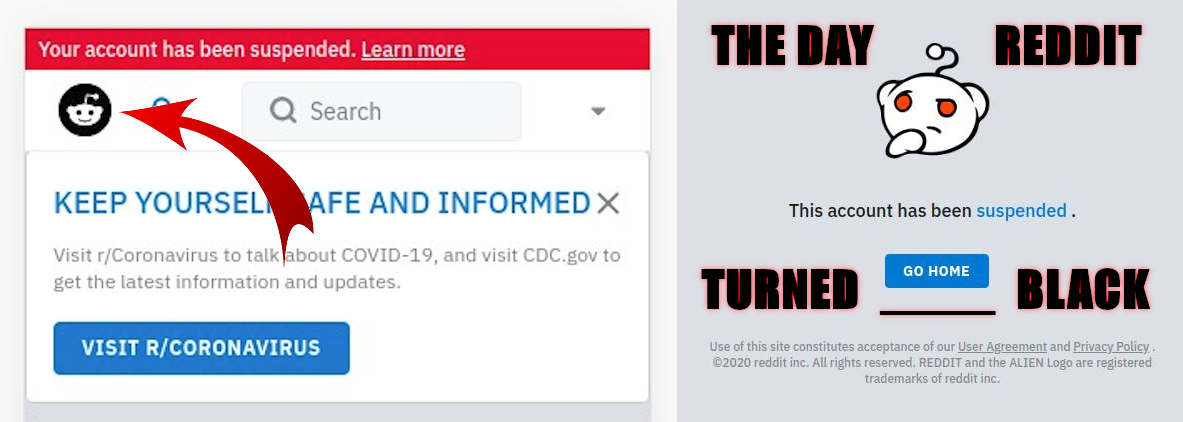 Your account has been suspended. Learn more
Search
KEEP YOURSELF SAFE AND INFORMED
Visit r/Coronavirus to talk about COVID-19, and visit CDC.gov to
get the latest information and updates.
VISIT R/CORONAVIRUS
THE DAY REDDIT
This account has been suspended .
GO HOME
TURNED ____ BLACK
Use of this site constitutes acceptance of our User Agreement and Privacy Policy .
©2020 reddit inc. All rights reserved. REDDIT and the ALIEN Logo are registered
trademarks of reddit inc.